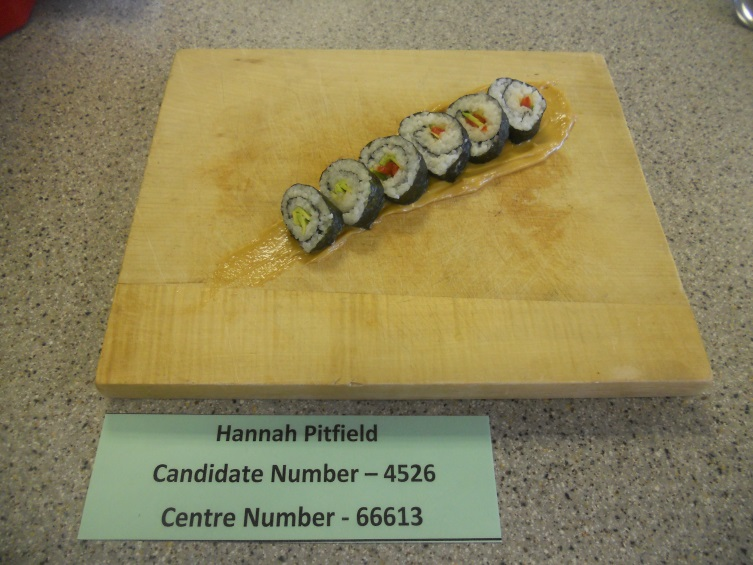 Hannah Pitfield
Candidate Number – 4526
Centre Number - 66613